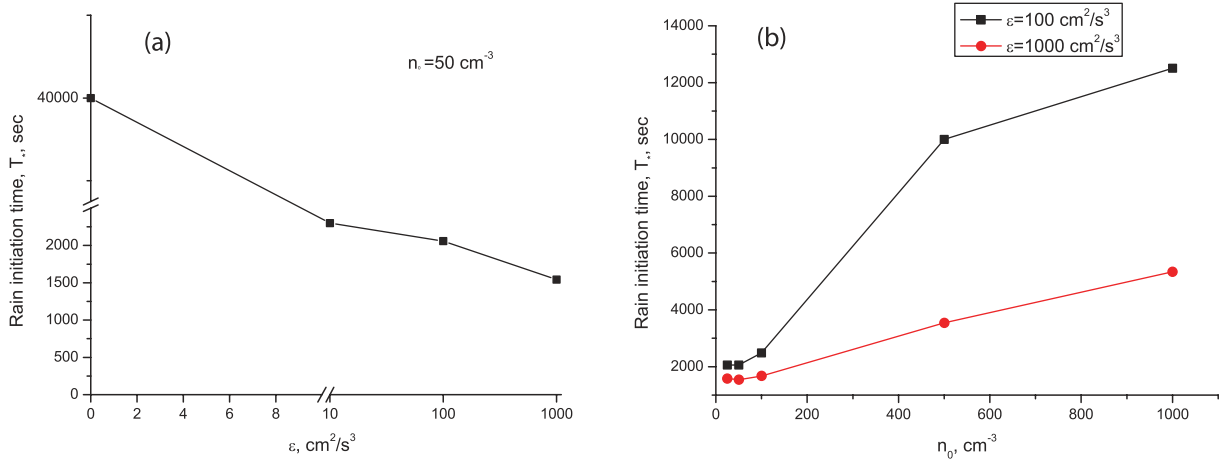 (a)
n₀=50 cm⁻³
Rain initiation time, T*, sec
40000
2000
1500
1000
500
0
0 2 4 6 8 10 100 1000
ε, cm²/s³
(b)
ε=100 cm²/s³
ε=1000 cm²/s³
Rain initiation time, T*, sec
14000
12000
10000
8000
6000
4000
2000
0 200 400 600 800 1000
n₀, cm⁻³